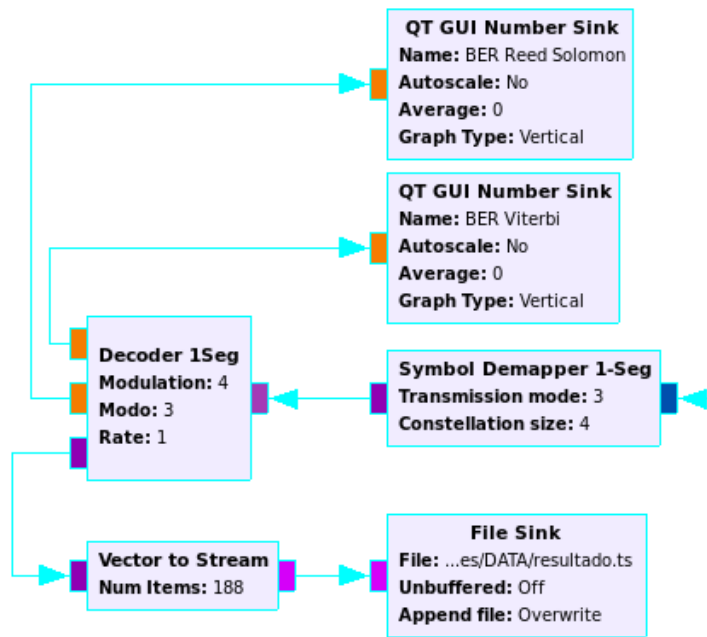 QT GUI Number Sink
Name: BER Reed Solomon
Autoscale: No
Average: 0
Graph Type: Vertical
QT GUI Number Sink
Name: BER Viterbi
Autoscale: No
Average: 0
Graph Type: Vertical
Decoder 1Seg
Modulation: 4
Modo: 3
Rate: 1
Symbol Demapper 1-Seg
Transmission mode: 3
Constellation size: 4
Vector to Stream
Num Items: 188
File Sink
File: ...es/DATA/resultado.ts
Unbuffered: Off
Append file: Overwrite